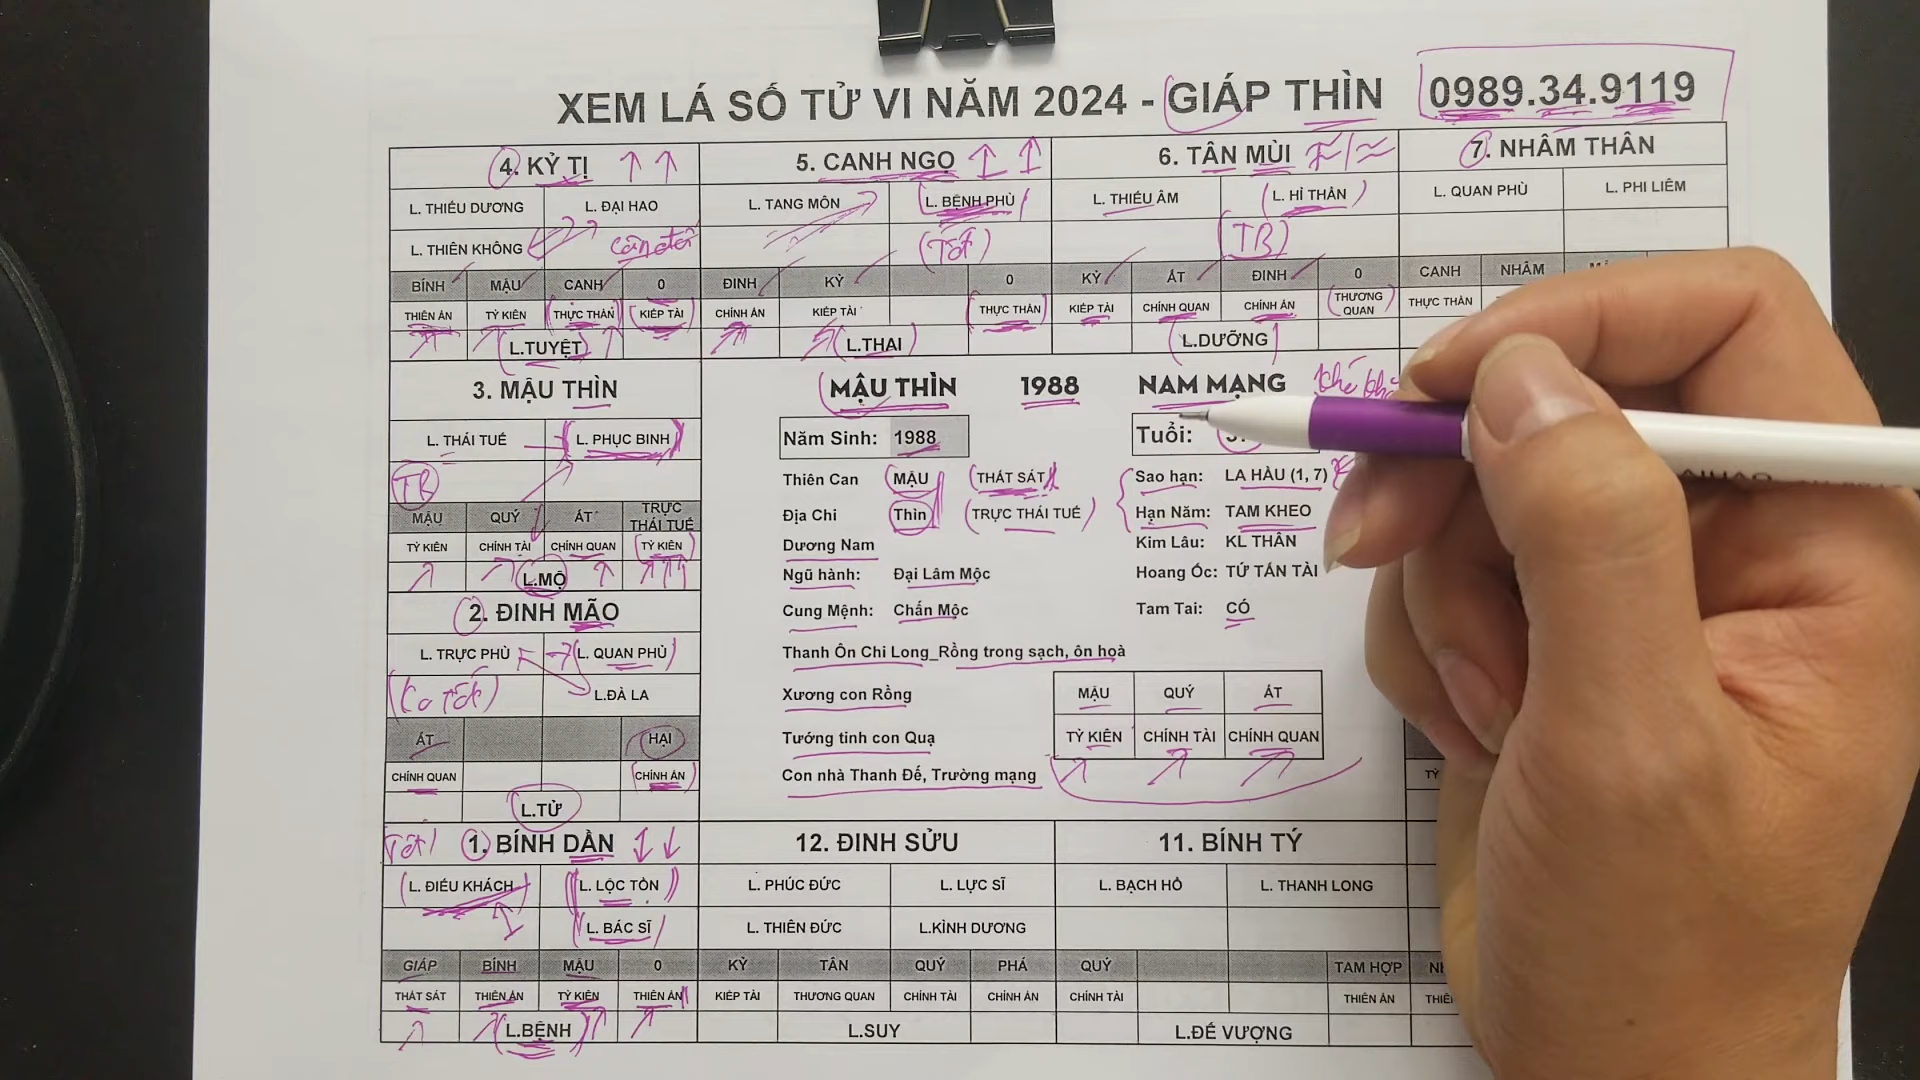 XEM LÁ SỐ TỬ VI NĂM 2024 - GIÁP THÌN 0989.34.9119
4. KỶ TỊ
L. THIẾU DƯƠNG L. ĐẠI HAO
L. THIÊN KHÔNG Cân đối
BÍNH MẬU CANH 0
THIÊN ẤN TỶ KIÊN THỰC THẦN KIẾP TÀI
L.TUYỆT
5. CANH NGỌ
L. TANG MÔN L. BỆNH PHÙ
(Tốt)
ĐINH KỶ 0
CHÍNH ẤN KIẾP TÀI THỰC THẦN
L.THAI
6. TÂN MÙI
L. THIẾU ÂM L. HỈ THẦN
(TB)
KỶ ẤT ĐINH 0
KIẾP TÀI CHÍNH QUAN CHÍNH ẤN THƯƠNG QUAN
L.DƯỠNG
7. NHÂM THÂN
L. QUAN PHÙ L. PHI LIÊM
CANH NHÂM
THỰC THẦN
3. MẬU THÌN
L. THÁI TUẾ L. PHỤC BINH
TB
MẬU QUÝ ẤT TRỰC THÁI TUẾ
TỶ KIÊN CHÍNH TÀI CHÍNH QUAN TỶ KIÊN
L.MỘ
2. ĐINH MÃO
L. TRỰC PHÙ L. QUAN PHỦ
L.ĐÀ LA
ẤT HẠI
CHÍNH QUAN CHÍNH ẤN
L.TỬ
MẬU THÌN 1988 NAM MẠNG
Năm Sinh: 1988 Tuổi:
Thiên Can MẬU THẤT SÁT Sao hạn: LA HẦU (1, 7)
Địa Chi Thìn (TRỰC THÁI TUẾ) Hạn Năm: TAM KHEO
Dương Nam Kim Lâu: KL THÂN
Ngũ hành: Đại Lâm Mộc Hoang Ốc: TỨ TẤN TÀI
Cung Mệnh: Chấn Mộc Tam Tai: CÓ
Thanh Ôn Chi Long_Rồng trong sạch, ôn hoà
Xương con Rồng
Tướng tinh con Quạ
Con nhà Thanh Đế, Trường mạng
MẬU QUÝ ẤT
TỶ KIÊN CHÍNH TÀI CHÍNH QUAN
Tốt 1. BÍNH DẦN
L. ĐIẾU KHÁCH L. LỘC TỒN
L. BÁC SĨ
GIÁP BÍNH MẬU 0
THẤT SÁT THIÊN ẤN TỶ KIÊN THIÊN ẤN
L.BỆNH
12. ĐINH SỬU
L. PHÚC ĐỨC L. LỰC SĨ
L. THIÊN ĐỨC L.KÌNH DƯƠNG
KỶ TÂN QUÝ PHÁ
KIẾP TÀI THƯƠNG QUAN CHÍNH TÀI CHÍNH ẤN
L.SUY
11. BÍNH TÝ
L. BẠCH HỔ L. THANH LONG
QUÝ TAM HỢP
CHÍNH TÀI THIÊN ẤN
L.ĐẾ VƯỢNG